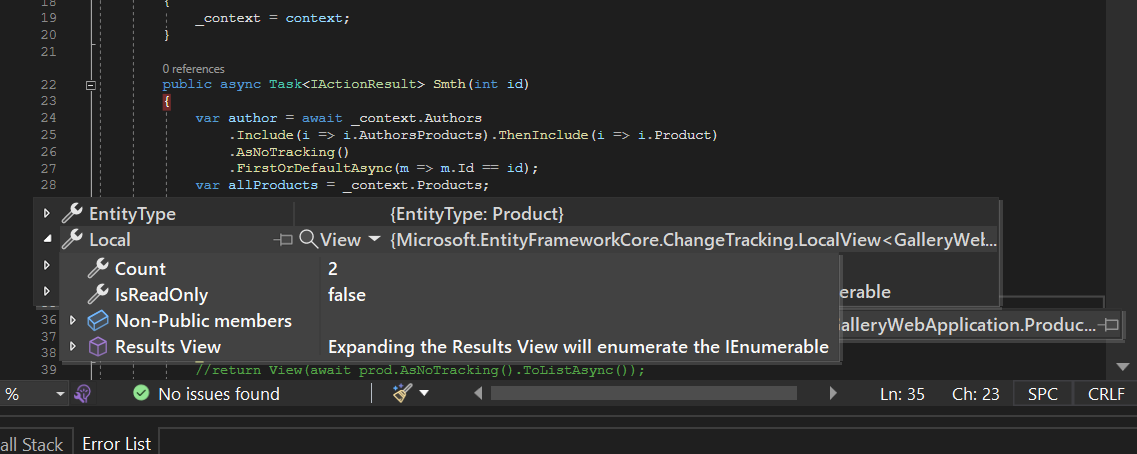 18 {
19 _context = context;
20 }
21
0 references
22 public async Task<IActionResult> Smth(int id)
23 {
24 var author = await _context.Authors
25 .Include(i => i.AuthorsProducts).ThenInclude(i => i.Product)
26 .AsNoTracking()
27 .FirstOrDefaultAsync(m => m.Id == id);
28 var allProducts = _context.Products;
EntityType {EntityType: Product}
Local View {Microsoft.EntityFrameworkCore.ChangeTracking.LocalView<GalleryWeb...
Count 2
IsReadOnly false
erable
36 Non-Public members
alleryWebApplication.Produc...
37 Results View Expanding the Results View will enumerate the IEnumerable
38
39 //return View(await prod.AsNoTracking().ToListAsync());
% No issues found Ln: 35 Ch: 23 SPC CRLF
all Stack Error List